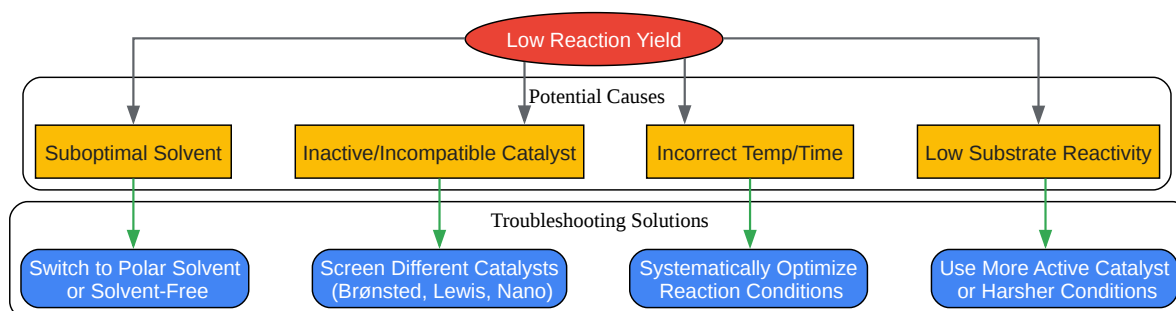 Low Reaction Yield
Potential Causes
Suboptimal Solvent
Inactive/Incompatible Catalyst
Incorrect Temp/Time
Low Substrate Reactivity
Troubleshooting Solutions
Switch to Polar Solvent
or Solvent-Free
Screen Different Catalysts
(Brønsted, Lewis, Nano)
Systematically Optimize
Reaction Conditions
Use More Active Catalyst
or Harsher Conditions